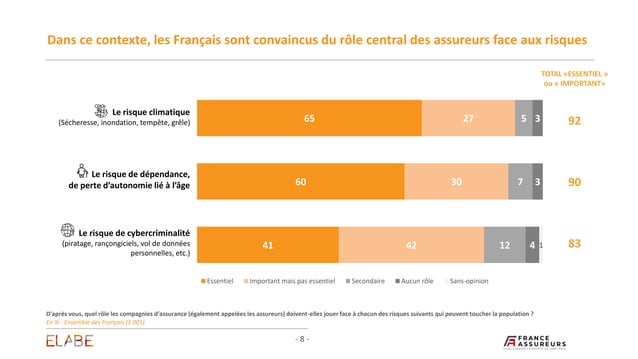 Dans ce contexte, les Français sont convaincus du rôle central des assureurs face aux risques
TOTAL «ESSENTIEL »
ou « IMPORTANT»
Le risque climatique
(Sécheresse, inondation, tempête, grêle)
65 27 5 3 92
Le risque de dépendance,
de perte d'autonomie lié à l'âge
60 30 7 3 90
Le risque de cybercriminalité
(piratage, rançongiciels, vol de données
personnelles, etc.)
41 42 12 4 1 83
Essentiel Important mais pas essentiel Secondaire Aucun rôle Sans-opinion
D'après vous, quel rôle les compagnies d'assurance (également appelées les assureurs) doivent-elles jouer face à chacun des risques suivants qui peuvent toucher la population ?
En % - Ensemble des Français (1 001)
ELABE
- 8 -
FRANCE
ASSUREURS